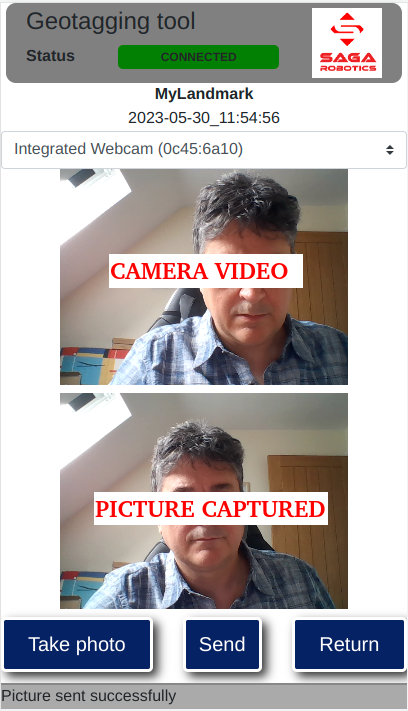 Geotagging tool
Status
CONNECTED
SAGA
ROBOTICS
MyLandmark
2023-05-30_11:54:56
Integrated Webcam (0c45:6a10)
CAMERA VIDEO
PICTURE CAPTURED
Take photo
Send
Return
Picture sent successfully